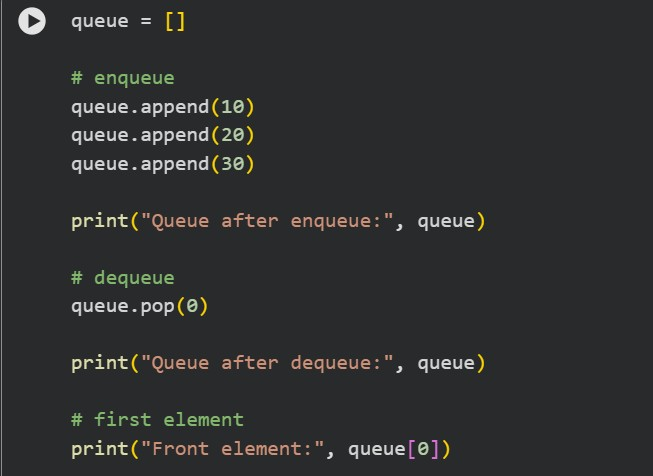 queue = []
# enqueue
queue.append(10)
queue.append(20)
queue.append(30)
print("Queue after enqueue:", queue)
# dequeue
queue.pop(0)
print("Queue after dequeue:", queue)
# first element
print("Front element:", queue[0])